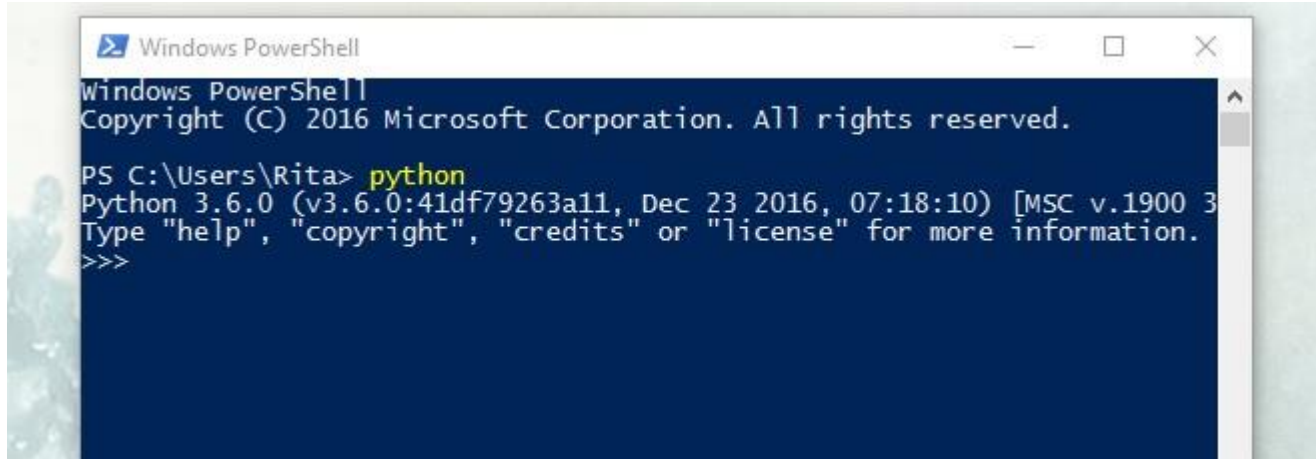 Windows PowerShell
Windows PowerShell
Copyright (C) 2016 Microsoft Corporation. All rights reserved.
PS C:\Users\Rita> python
Python 3.6.0 (v3.6.0:41df79263a11, Dec 23 2016, 07:18:10) [MSC v.1900 3
Type "help", "copyright", "credits" or "license" for more information.
>>>